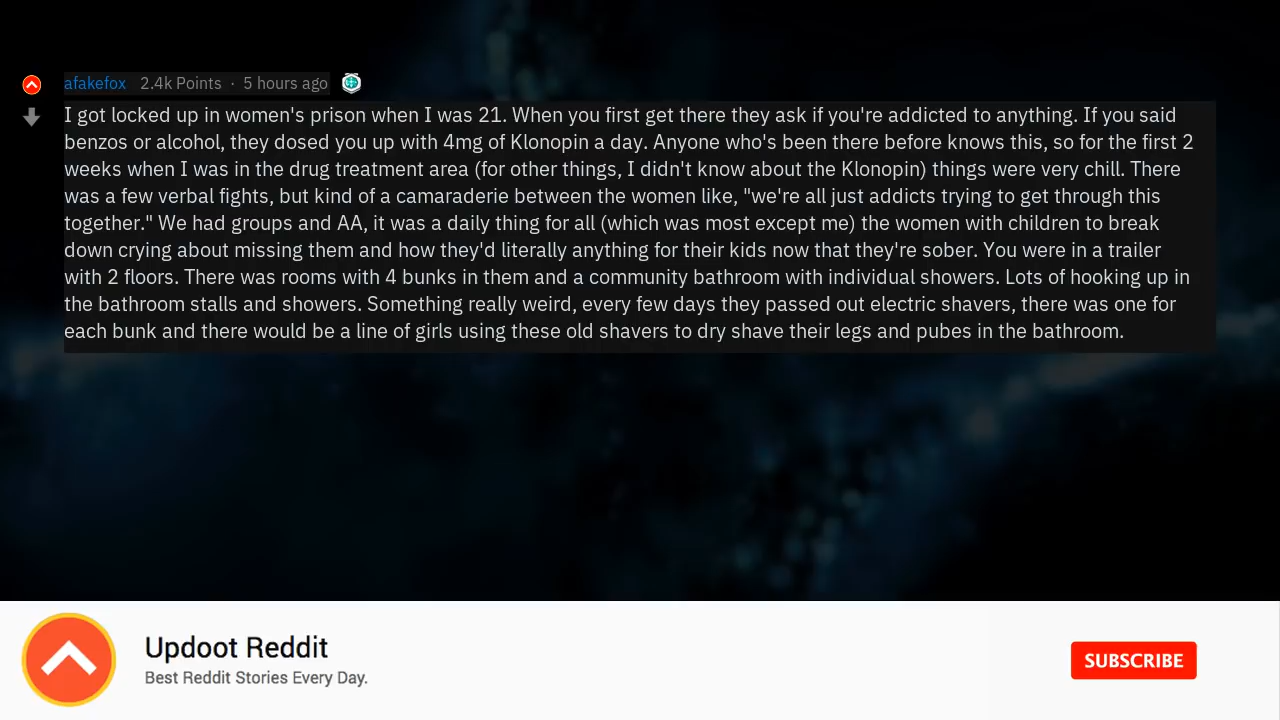 afakefox 2.4k Points · 5 hours ago
I got locked up in women's prison when I was 21. When you first get there they ask if you're addicted to anything. If you said
benzos or alcohol, they dosed you up with 4mg of Klonopin a day. Anyone who's been there before knows this, so for the first 2
weeks when I was in the drug treatment area (for other things, I didn't know about the Klonopin) things were very chill. There
was a few verbal fights, but kind of a camaraderie between the women like, "we're all just addicts trying to get through this
together." We had groups and AA, it was a daily thing for all (which was most except me) the women with children to break
down crying about missing them and how they'd literally anything for their kids now that they're sober. You were in a trailer
with 2 floors. There was rooms with 4 bunks in them and a community bathroom with individual showers. Lots of hooking up in
the bathroom stalls and showers. Something really weird, every few days they passed out electric shavers, there was one for
each bunk and there would be a line of girls using these old shavers to dry shave their legs and pubes in the bathroom.
Updoot Reddit
Best Reddit Stories Every Day.
SUBSCRIBE